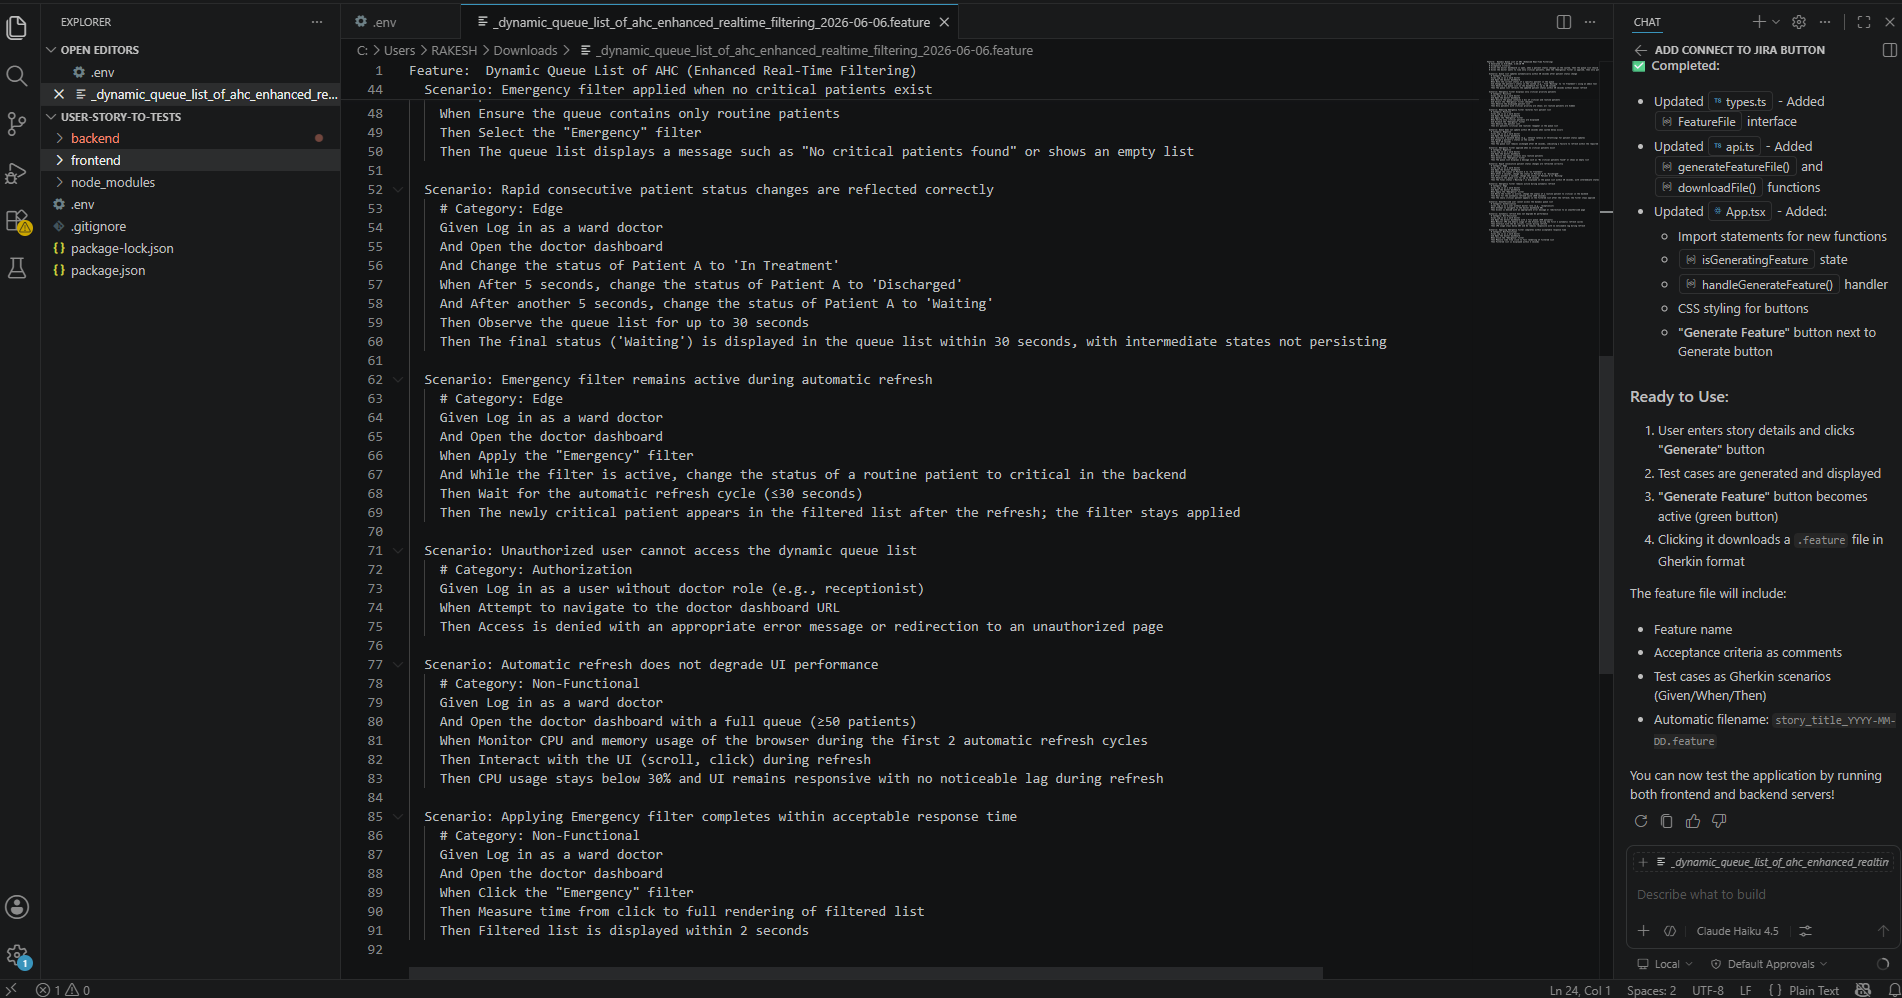 EXPLORER
OPEN EDITORS
.env
_dynamic_queue_list_of_ahc_enhanced_re...
USER-STORY-TO-TESTS
backend
frontend
node_modules
.env
.gitignore
package-lock.json
package.json
1
.env
_dynamic_queue_list_of_ahc_enhanced_realtime_filtering_2026-06-06.feature
C: > Users > RAKESH > Downloads > _dynamic_queue_list_of_ahc_enhanced_realtime_filtering_2026-06-06.feature
1 Feature:  Dynamic Queue List of AHC (Enhanced Real-Time Filtering)
44 Scenario: Emergency filter applied when no critical patients exist
48 When Ensure the queue contains only routine patients
49 Then Select the "Emergency" filter
50 Then The queue list displays a message such as "No critical patients found" or shows an empty list
51
52 Scenario: Rapid consecutive patient status changes are reflected correctly
53 # Category: Edge
54 Given Log in as a ward doctor
55 And Open the doctor dashboard
56 And Change the status of Patient A to 'In Treatment'
57 When After 5 seconds, change the status of Patient A to 'Discharged'
58 And After another 5 seconds, change the status of Patient A to 'Waiting'
59 Then Observe the queue list for up to 30 seconds
60 Then The final status ('Waiting') is displayed in the queue list within 30 seconds, with intermediate states not persisting
61
62 Scenario: Emergency filter remains active during automatic refresh
63 # Category: Edge
64 Given Log in as a ward doctor
65 And Open the doctor dashboard
66 When Apply the "Emergency" filter
67 And While the filter is active, change the status of a routine patient to critical in the backend
68 Then Wait for the automatic refresh cycle (≤30 seconds)
69 Then The newly critical patient appears in the filtered list after the refresh; the filter stays applied
70
71 Scenario: Unauthorized user cannot access the dynamic queue list
72 # Category: Authorization
73 Given Log in as a user without doctor role (e.g., receptionist)
74 When Attempt to navigate to the doctor dashboard URL
75 Then Access is denied with an appropriate error message or redirection to an unauthorized page
76
77 Scenario: Automatic refresh does not degrade UI performance
78 # Category: Non-Functional
79 Given Log in as a ward doctor
80 And Open the doctor dashboard with a full queue (≥50 patients)
81 When Monitor CPU and memory usage of the browser during the first 2 automatic refresh cycles
82 Then Interact with the UI (scroll, click) during refresh
83 Then CPU usage stays below 30% and UI remains responsive with no noticeable lag during refresh
84
85 Scenario: Applying Emergency filter completes within acceptable response time
86 # Category: Non-Functional
87 Given Log in as a ward doctor
88 And Open the doctor dashboard
89 When Click the "Emergency" filter
90 Then Measure time from click to full rendering of filtered list
91 Then Filtered list is displayed within 2 seconds
92
CHAT
ADD CONNECT TO JIRA BUTTON
Completed:
Updated types.ts - Added
FeatureFile interface
Updated api.ts - Added
generateFeatureFile() and
downloadFile() functions
Updated App.tsx - Added:
Import statements for new functions
isGeneratingFeature state
handleGenerateFeature() handler
CSS styling for buttons
"Generate Feature" button next to
Generate button
Ready to Use:
1. User enters story details and clicks
"Generate" button
2. Test cases are generated and displayed
3. "Generate Feature" button becomes
active (green button)
4. Clicking it downloads a .feature file in
Gherkin format
The feature file will include:
Feature name
Acceptance criteria as comments
Test cases as Gherkin scenarios
(Given/When/Then)
Automatic filename: story_title_YYYY-MM-
DD.feature
You can now test the application by running
both frontend and backend servers!
_dynamic_queue_list_of_ahc_enhanced_realtim
Describe what to build
Claude Haiku 4.5
Local
Default Approvals
1 0
Ln 24, Col 1
Spaces: 2
UTF-8
LF
{ } Plain Text